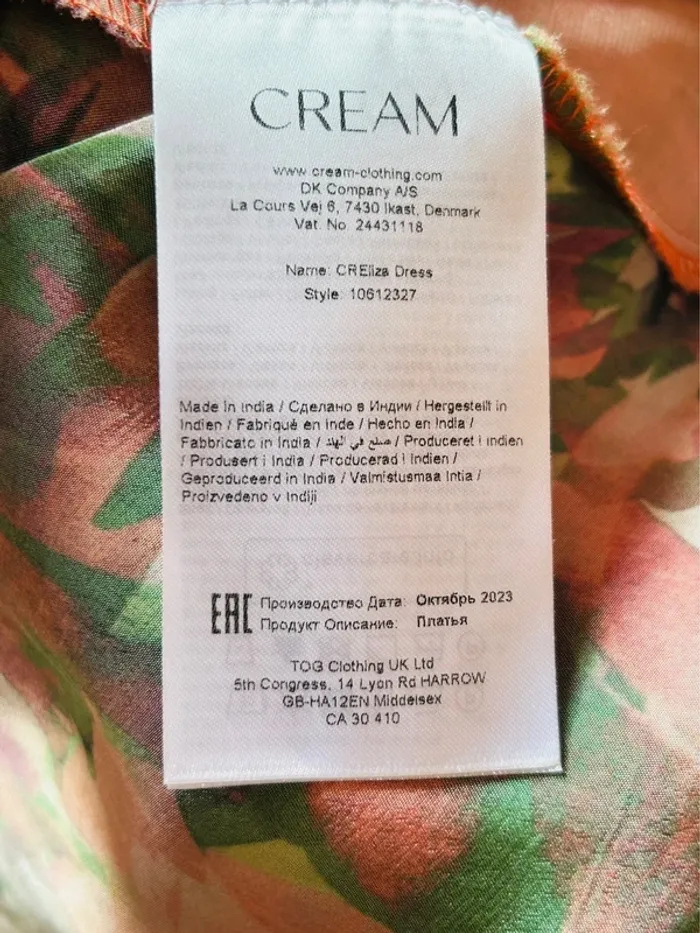 CREAM
www.cream-clothing.com
DK Company A/S
La Cours Vej 6, 7430 Ikast, Denmark
Vat. No. 24431118
Name: CREliza Dress
Style: 10612327
Made in India / Сделано в Индии / Hergestellt in
Indien / Fabriqué en Inde / Hecho en India /
Fabbricato in India / صنع في الهند / Produceret i Indien
/ Produsert i India / Producerad i Indien /
Geproduceerd in India / Valmistusmaa Intia /
Proizvedeno v Indiji
EAC Производство Дата: Октябрь 2023
Продукт Описание: Платья
TOG Clothing UK Ltd
5th Congress, 14 Lyon Rd HARROW
GB-HA12EN Middelsex
CA 30 410